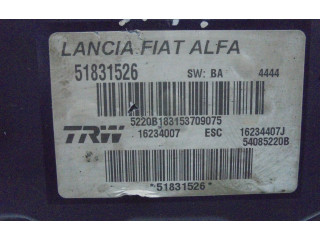 LANCIA FIAT ALFA
51831526 SW: BA 4444
5220B183153709075
TRW 16234007 ESC 16234407J
54085220B
*51831526*